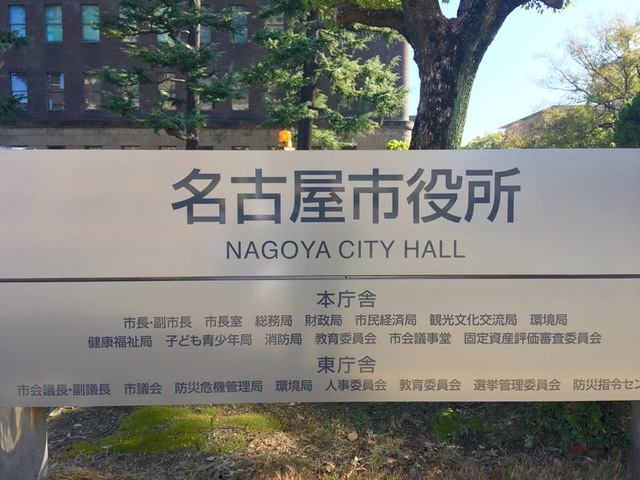 名古屋市役所
NAGOYA CITY HALL
本庁舎
市長・副市長 市長室 総務局 財政局 市民経済局 観光文化交流局 環境局
健康福祉局 子ども青少年局 消防局 教育委員会 市会議事堂 固定資産評価審査委員会
東庁舎
市会議長・副議長 市議会 防災危機管理局 環境局 人事委員会 教育委員会 選挙管理委員会 防災指令セン